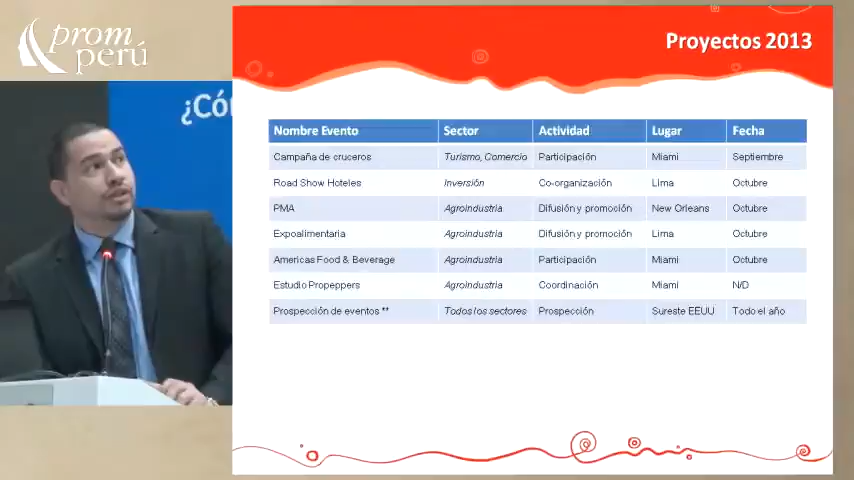 prom
perú
¿Có
Proyectos 2013
Nombre Evento Sector Actividad Lugar Fecha
Campaña de cruceros Turismo, Comercio Participación Miami Septiembre
Road Show Hoteles Inversión Co-organización Lima Octubre
PMA Agroindustria Difusión y promoción New Orleans Octubre
Expoalimentaria Agroindustria Difusión y promoción Lima Octubre
Americas Food & Beverage Agroindustria Participación Miami Octubre
Estudio Propeppers Agroindustria Coordinación Miami N/D
Prospección de eventos ** Todos los sectores Prospección Sureste EEUU Todo el año